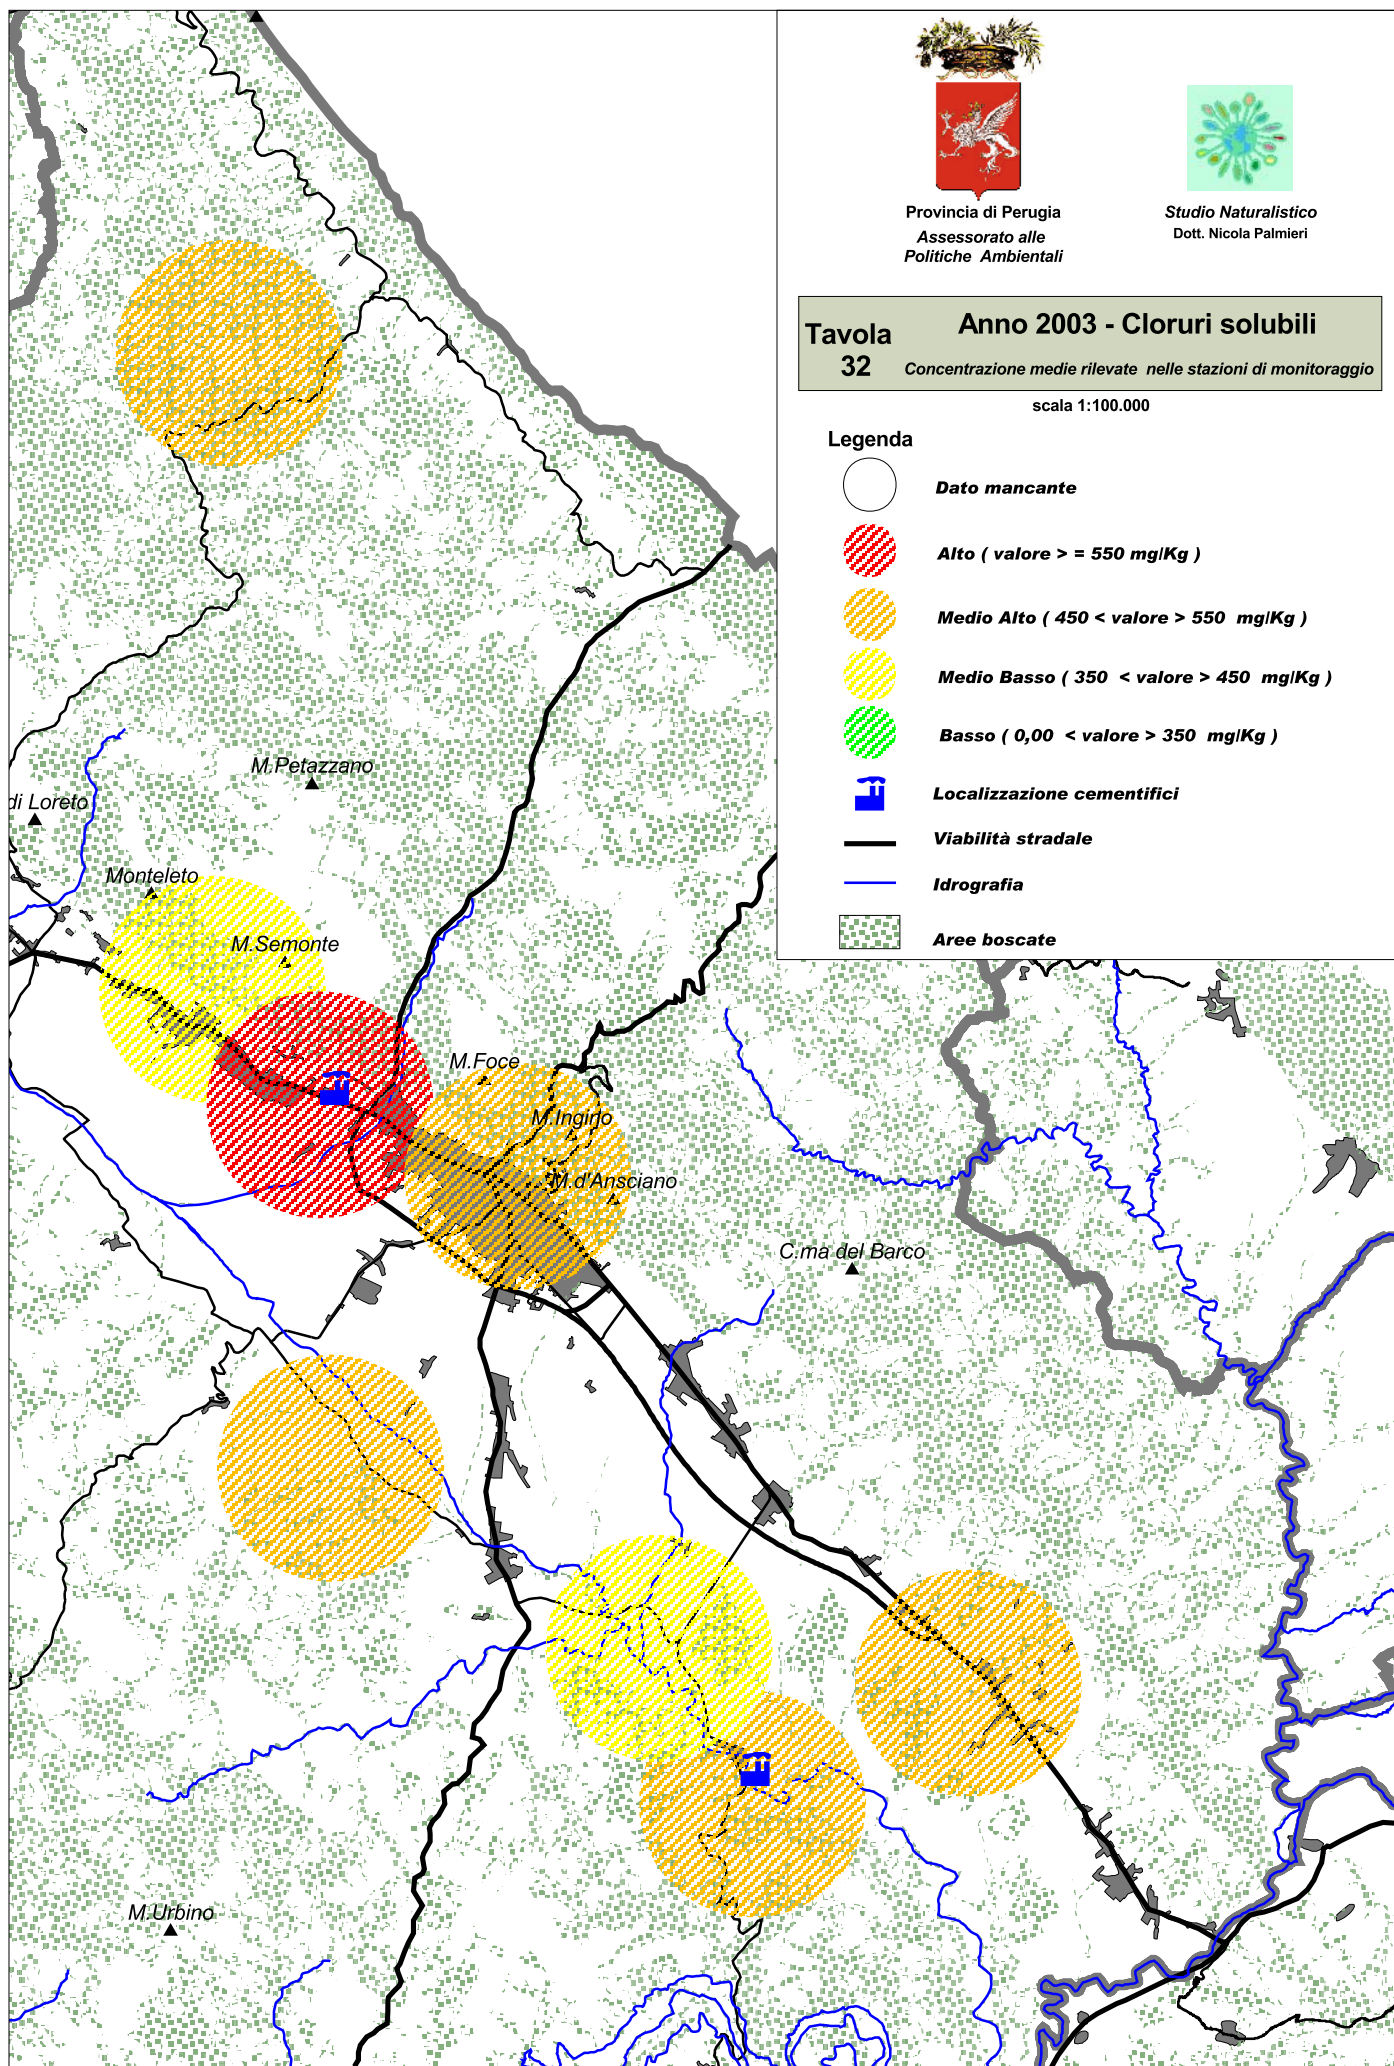 Provincia di Perugia
Assessorato alle
Politiche Ambientali
Studio Naturalistico
Dott. Nicola Palmieri
Tavola
32
Anno 2003 - Cloruri solubili
Concentrazione medie rilevate nelle stazioni di monitoraggio
scala 1:100.000
Legenda
Dato mancante
Alto ( valore > = 550 mg/Kg )
Medio Alto ( 450 < valore > 550 mg/Kg )
Medio Basso ( 350 < valore > 450 mg/Kg )
Basso ( 0,00 < valore > 350 mg/Kg )
Localizzazione cementifici
Viabilità stradale
Idrografia
Aree boscate
M.Petazzano
di Loreto
Monteleto
M.Semonte
M.Foce
M.Ingino
M.d'Ansciano
C.ma del Barco
M.Urbino